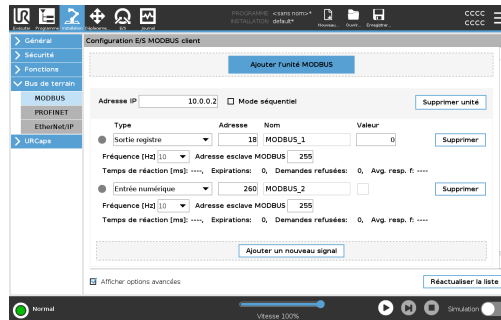 PROGRAMME <sans nom>*
INSTALLATION default*
CCCC
CCCC
Exécuter Programme Installation Déplacemen... E/S Journal Nouveau... Ouvrir... Enregistrer...
Général
Sécurité
Fonctions
Bus de terrain
MODBUS
PROFINET
EtherNet/IP
URCaps
Configuration E/S MODBUS client
Ajouter l'unité MODBUS
Adresse IP 10.0.0.2 Mode séquentiel Supprimer unité
Type Adresse Nom Valeur
Sortie registre 18 MODBUS_1 0 Supprimer
Fréquence [Hz] 10 Adresse esclave MODBUS 255
Temps de réaction [ms]: ----, Expirations: 0, Demandes refusées: 0, Avg. resp. f: ----
Entrée numérique 260 MODBUS_2 Supprimer
Fréquence [Hz] 10 Adresse esclave MODBUS 255
Temps de réaction [ms]: ----, Expirations: 0, Demandes refusées: 0, Avg. resp. f: ----
Ajouter un nouveau signal
Afficher options avancées Réactualiser la liste
Normal
Vitesse 100%
Simulation